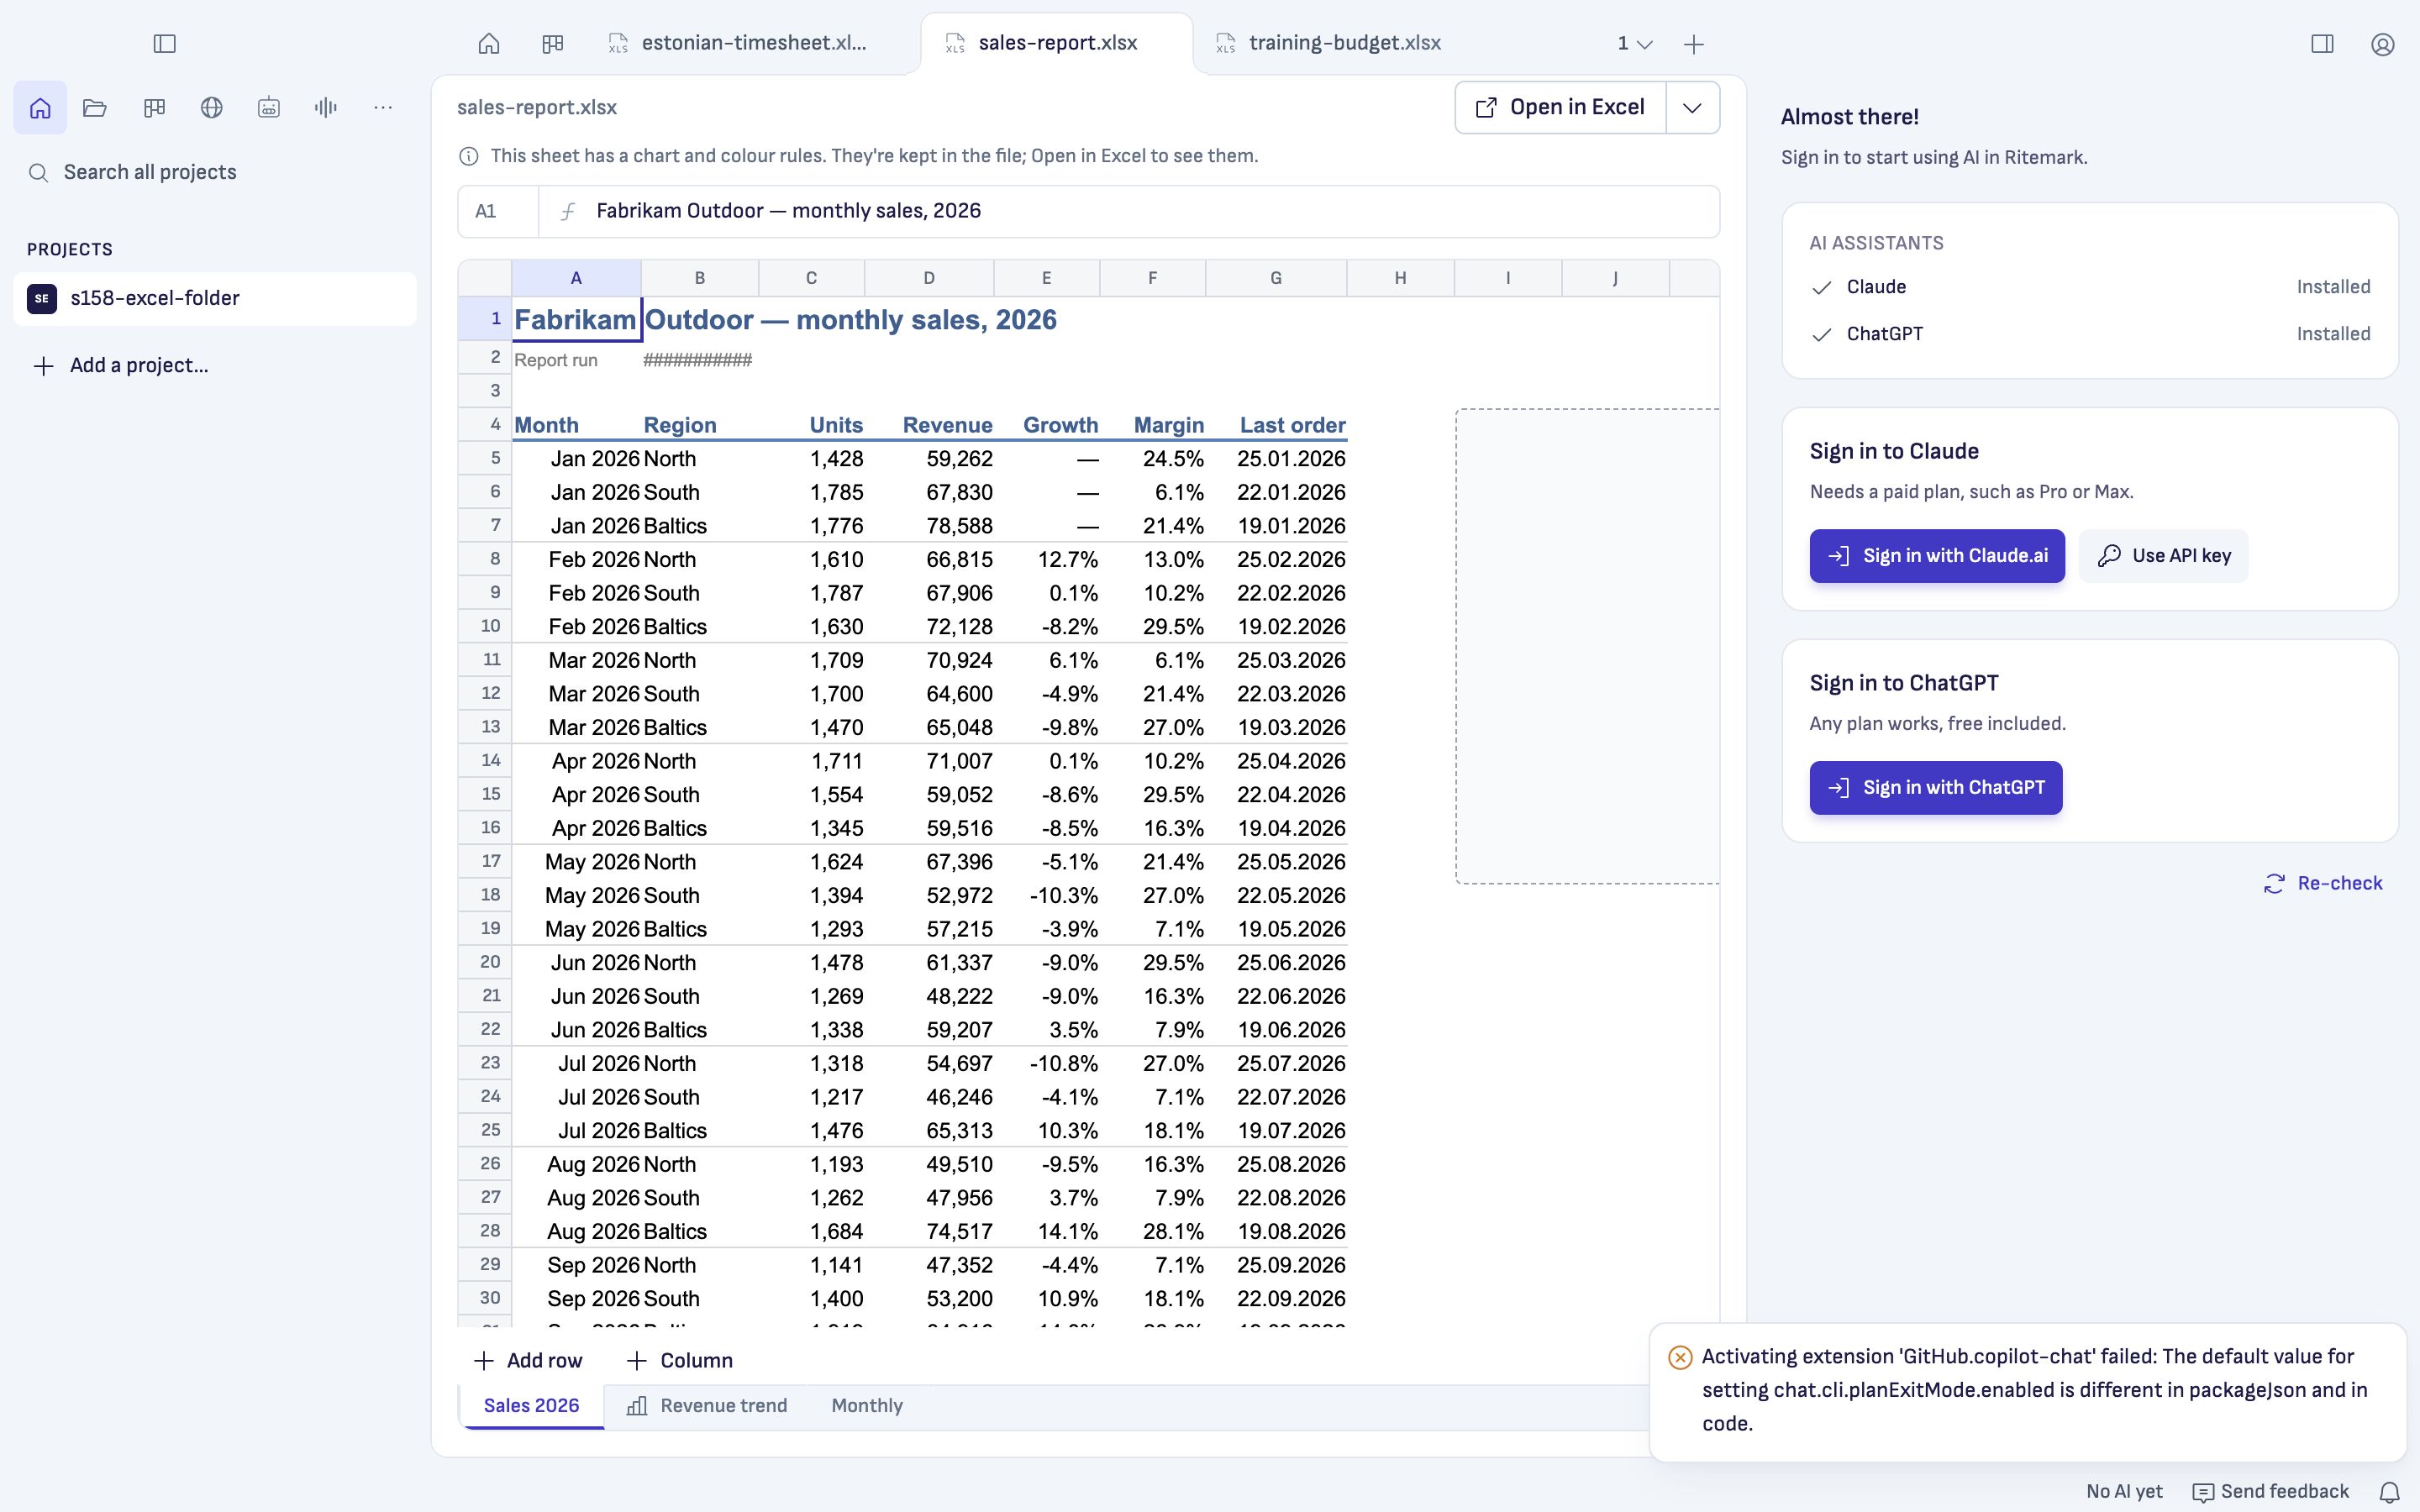 estonian-timesheet.xl...
sales-report.xlsx
training-budget.xlsx
1
Search all projects
PROJECTS
SE s158-excel-folder
Add a project...
sales-report.xlsx
Open in Excel
This sheet has a chart and colour rules. They're kept in the file; Open in Excel to see them.
A1 Fabrikam Outdoor — monthly sales, 2026
A B C D E F G H I J
1 Fabrikam Outdoor — monthly sales, 2026
2 Report run ###########
3
4 Month Region Units Revenue Growth Margin Last order
5 Jan 2026 North 1,428 59,262 — 24.5% 25.01.2026
6 Jan 2026 South 1,785 67,830 — 6.1% 22.01.2026
7 Jan 2026 Baltics 1,776 78,588 — 21.4% 19.01.2026
8 Feb 2026 North 1,610 66,815 12.7% 13.0% 25.02.2026
9 Feb 2026 South 1,787 67,906 0.1% 10.2% 22.02.2026
10 Feb 2026 Baltics 1,630 72,128 -8.2% 29.5% 19.02.2026
11 Mar 2026 North 1,709 70,924 6.1% 6.1% 25.03.2026
12 Mar 2026 South 1,700 64,600 -4.9% 21.4% 22.03.2026
13 Mar 2026 Baltics 1,470 65,048 -9.8% 27.0% 19.03.2026
14 Apr 2026 North 1,711 71,007 0.1% 10.2% 25.04.2026
15 Apr 2026 South 1,554 59,052 -8.6% 29.5% 22.04.2026
16 Apr 2026 Baltics 1,345 59,516 -8.5% 16.3% 19.04.2026
17 May 2026 North 1,624 67,396 -5.1% 21.4% 25.05.2026
18 May 2026 South 1,394 52,972 -10.3% 27.0% 22.05.2026
19 May 2026 Baltics 1,293 57,215 -3.9% 7.1% 19.05.2026
20 Jun 2026 North 1,478 61,337 -9.0% 29.5% 25.06.2026
21 Jun 2026 South 1,269 48,222 -9.0% 16.3% 22.06.2026
22 Jun 2026 Baltics 1,338 59,207 3.5% 7.9% 19.06.2026
23 Jul 2026 North 1,318 54,697 -10.8% 27.0% 25.07.2026
24 Jul 2026 South 1,217 46,246 -4.1% 7.1% 22.07.2026
25 Jul 2026 Baltics 1,476 65,313 10.3% 18.1% 19.07.2026
26 Aug 2026 North 1,193 49,510 -9.5% 16.3% 25.08.2026
27 Aug 2026 South 1,262 47,956 3.7% 7.9% 22.08.2026
28 Aug 2026 Baltics 1,684 74,517 14.1% 28.1% 19.08.2026
29 Sep 2026 North 1,141 47,352 -4.4% 7.1% 25.09.2026
30 Sep 2026 South 1,400 53,200 10.9% 18.1% 22.09.2026
Add row Column
Sales 2026 Revenue trend Monthly
Almost there!
Sign in to start using AI in Ritemark.
AI ASSISTANTS
Claude Installed
ChatGPT Installed
Sign in to Claude
Needs a paid plan, such as Pro or Max.
Sign in with Claude.ai Use API key
Sign in to ChatGPT
Any plan works, free included.
Sign in with ChatGPT
Re-check
Activating extension 'GitHub.copilot-chat' failed: The default value for
setting chat.cli.planExitMode.enabled is different in packageJson and in
code.
No AI yet Send feedback